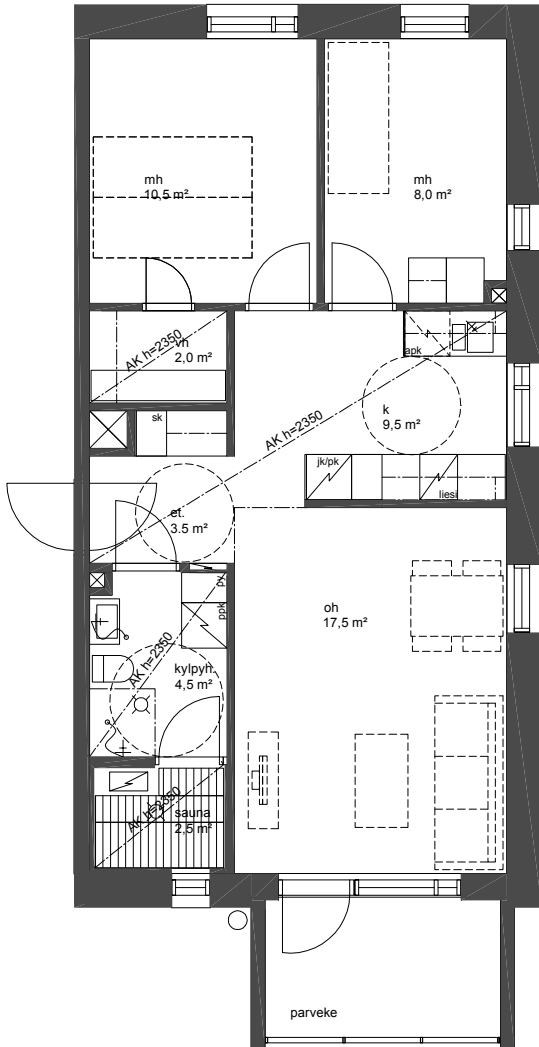 mh
10,5 m²
mh
8,0 m²
AK h=2350
vh
2,0 m²
apk
sk
AK h=2350
k
9,5 m²
jk/pk
liesi
et.
3.5 m²
py
ppk
oh
17,5 m²
AK h=2350
kylpyh.
4,5 m²
AK h=2350
sauna
2,5 m²
parveke